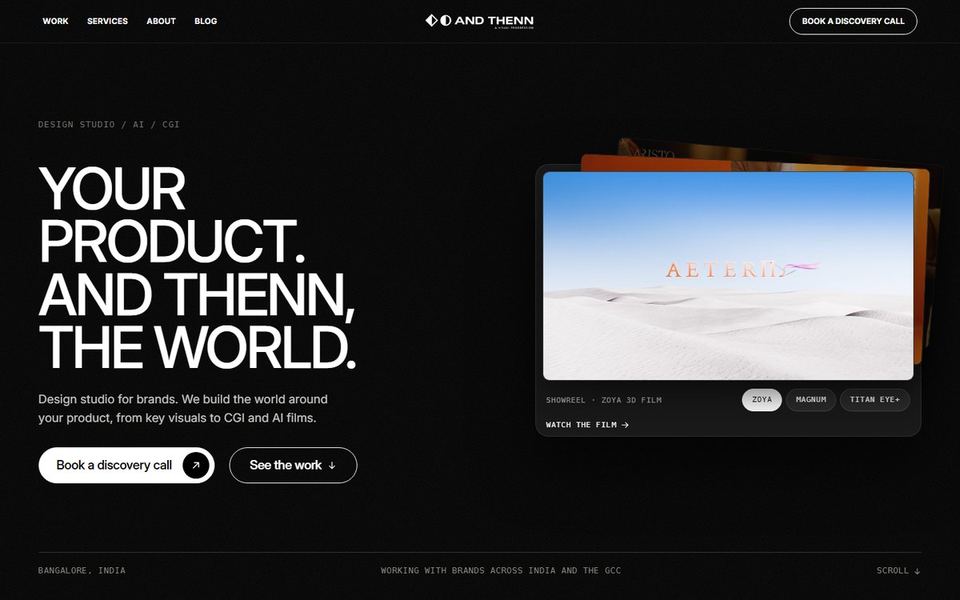 WORK
SERVICES
ABOUT
BLOG
AND THENN
BOOK A DISCOVERY CALL
DESIGN STUDIO / AI / CGI
YOUR
PRODUCT.
AND THENN,
THE WORLD.
Design studio for brands. We build the world around
your product, from key visuals to CGI and AI films.
Book a discovery call ↗
See the work ↓
ARISTO
SHOWREEL · ZOYA 3D FILM
ZOYA
MAGNUM
TITAN EYE+
WATCH THE FILM →
BANGALORE, INDIA
WORKING WITH BRANDS ACROSS INDIA AND THE GCC
SCROLL ↓